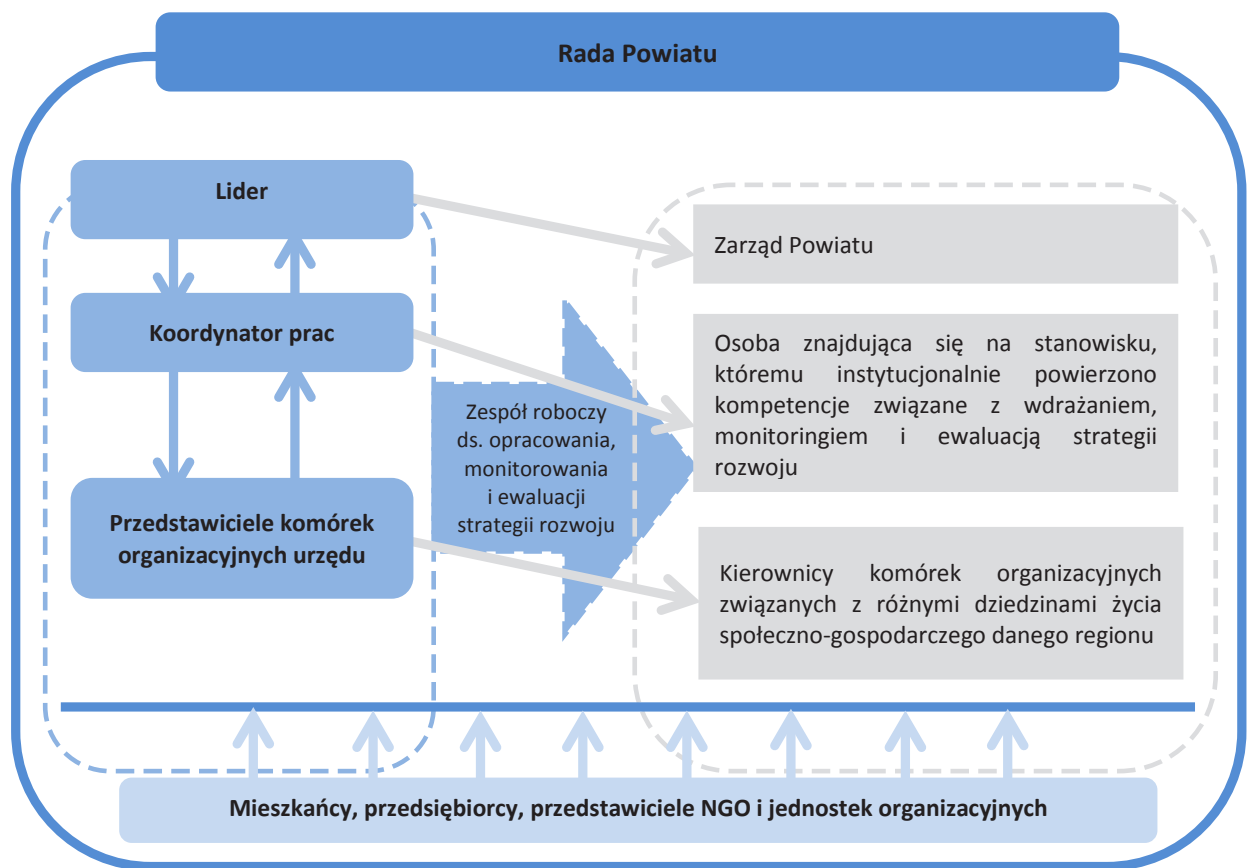 Rada Powiatu
Lider
Koordynator prac
Przedstawiciele komórek
organizacyjnych urzędu
Zespół roboczy
ds. opracowania,
monitorowania
i ewaluacji
strategii rozwoju
Zarząd Powiatu
Osoba znajdująca się na stanowisku,
któremu instytucjonalnie powierzono
kompetencje związane z wdrażaniem,
monitoringiem i ewaluacją strategii
rozwoju
Kierownicy komórek organizacyjnych
związanych z różnymi dziedzinami życia
społeczno-gospodarczego danego regionu
Mieszkańcy, przedsiębiorcy, przedstawiciele NGO i jednostek organizacyjnych